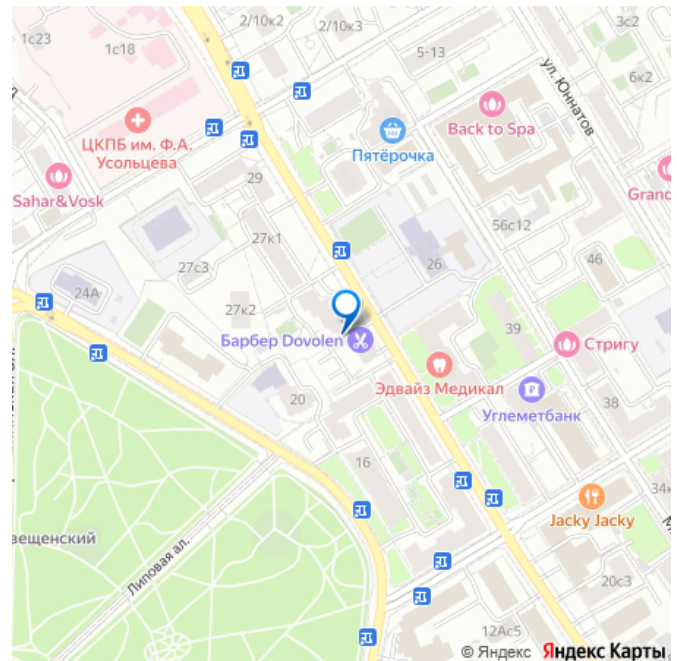 1с23
1с18
2/10к2
2/10к3
5-13
3с2
6к2
ул. Юннатов
ЦКПБ им. Ф.А.
Усольцева
Пятёрочка
Back to Spa
Sahar&Vosk
29
Grand
56с12
27к1
27с3
26
46
24А
27к2
Барбер Dovolen
39
Стригу
Эдвайз Медикал
Углеметбанк
20
38
16
Jacky Jacky
вещенский
Липовая ал.
20с3
12Ас5
© Яндекс Яндекс Карты